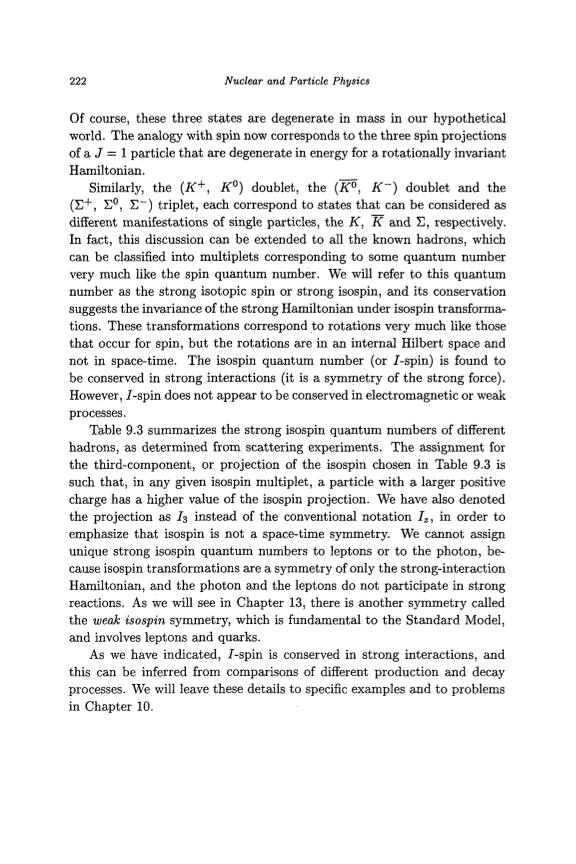 222 Nuclear and Particle Physics
Of course, these three states are degenerate in mass in our hypothetical
world. The analogy with spin now corresponds to the three spin projections
of a J = 1 particle that are degenerate in energy for a rotationally invariant
Hamiltonian.
Similarly, the (K⁺, K⁰) doublet, the (K̅⁰, K⁻) doublet and the
(Σ⁺, Σ⁰, Σ⁻) triplet, each correspond to states that can be considered as
different manifestations of single particles, the K, K̅ and Σ, respectively.
In fact, this discussion can be extended to all the known hadrons, which
can be classified into multiplets corresponding to some quantum number
very much like the spin quantum number. We will refer to this quantum
number as the strong isotopic spin or strong isospin, and its conservation
suggests the invariance of the strong Hamiltonian under isospin transforma-
tions. These transformations correspond to rotations very much like those
that occur for spin, but the rotations are in an internal Hilbert space and
not in space-time. The isospin quantum number (or I-spin) is found to
be conserved in strong interactions (it is a symmetry of the strong force).
However, I-spin does not appear to be conserved in electromagnetic or weak
processes.
Table 9.3 summarizes the strong isospin quantum numbers of different
hadrons, as determined from scattering experiments. The assignment for
the third-component, or projection of the isospin chosen in Table 9.3 is
such that, in any given isospin multiplet, a particle with a larger positive
charge has a higher value of the isospin projection. We have also denoted
the projection as I₃ instead of the conventional notation I_z, in order to
emphasize that isospin is not a space-time symmetry. We cannot assign
unique strong isospin quantum numbers to leptons or to the photon, be-
cause isospin transformations are a symmetry of only the strong-interaction
Hamiltonian, and the photon and the leptons do not participate in strong
reactions. As we will see in Chapter 13, there is another symmetry called
the weak isospin symmetry, which is fundamental to the Standard Model,
and involves leptons and quarks.
As we have indicated, I-spin is conserved in strong interactions, and
this can be inferred from comparisons of different production and decay
processes. We will leave these details to specific examples and to problems
in Chapter 10.